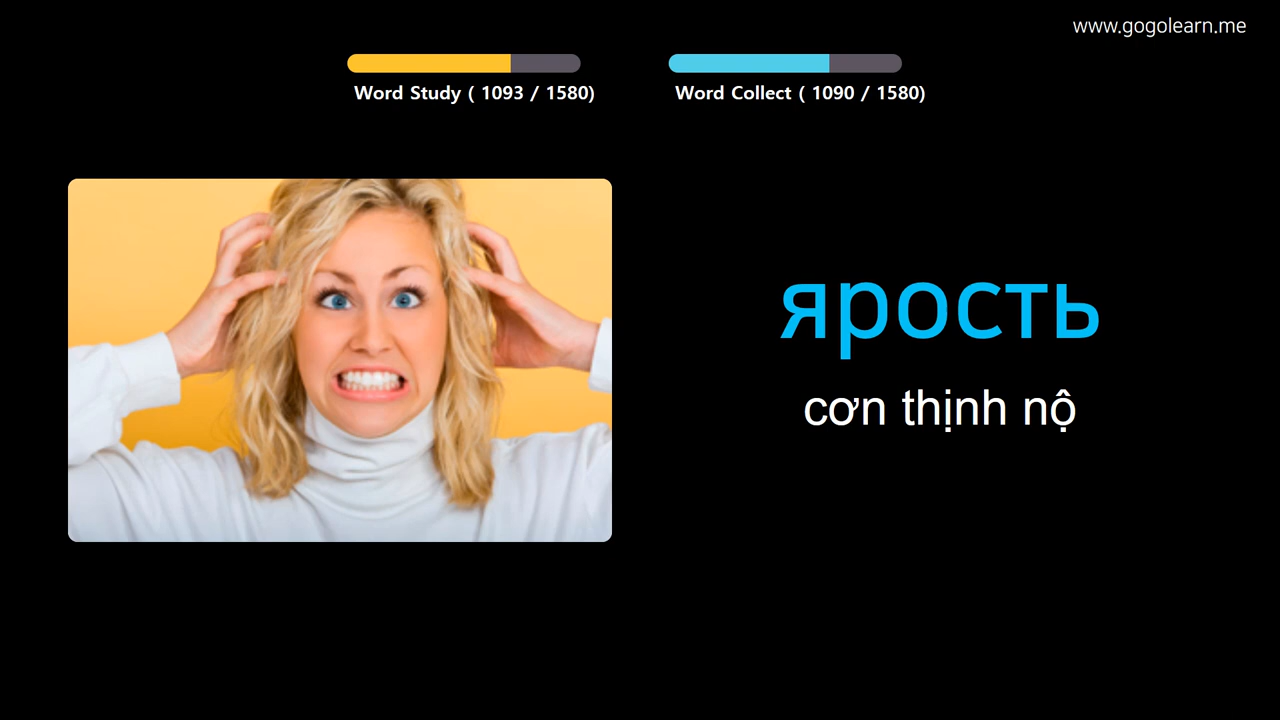 www.gogolearn.me
Word Study ( 1093 / 1580)
Word Collect ( 1090 / 1580)
ярость
cơn thịnh nộ